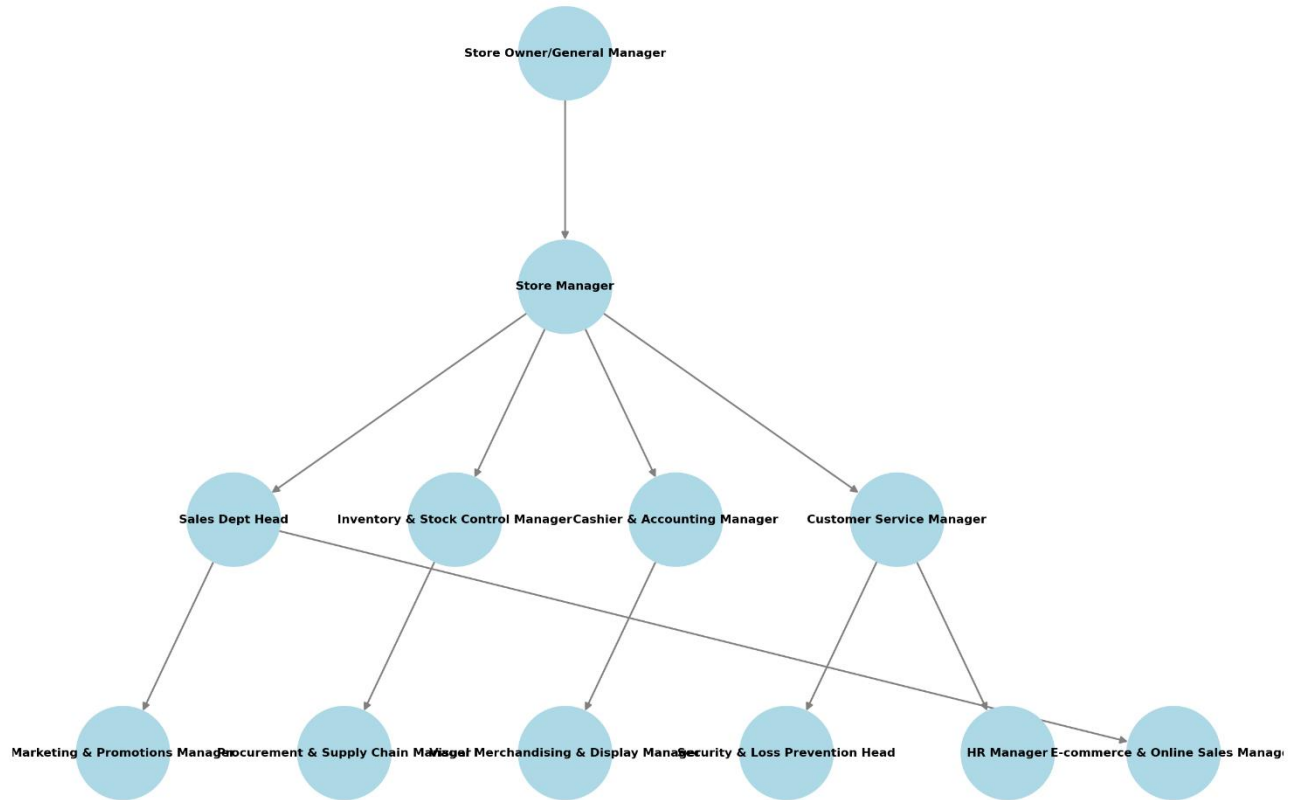 Store Owner/General Manager
Store Manager
Sales Dept Head
Inventory & Stock Control Manager
Cashier & Accounting Manager
Customer Service Manager
Marketing & Promotions Manager
Procurement & Supply Chain Manager
Visual Merchandising & Display Manager
Security & Loss Prevention Head
HR Manager
E-commerce & Online Sales Manag